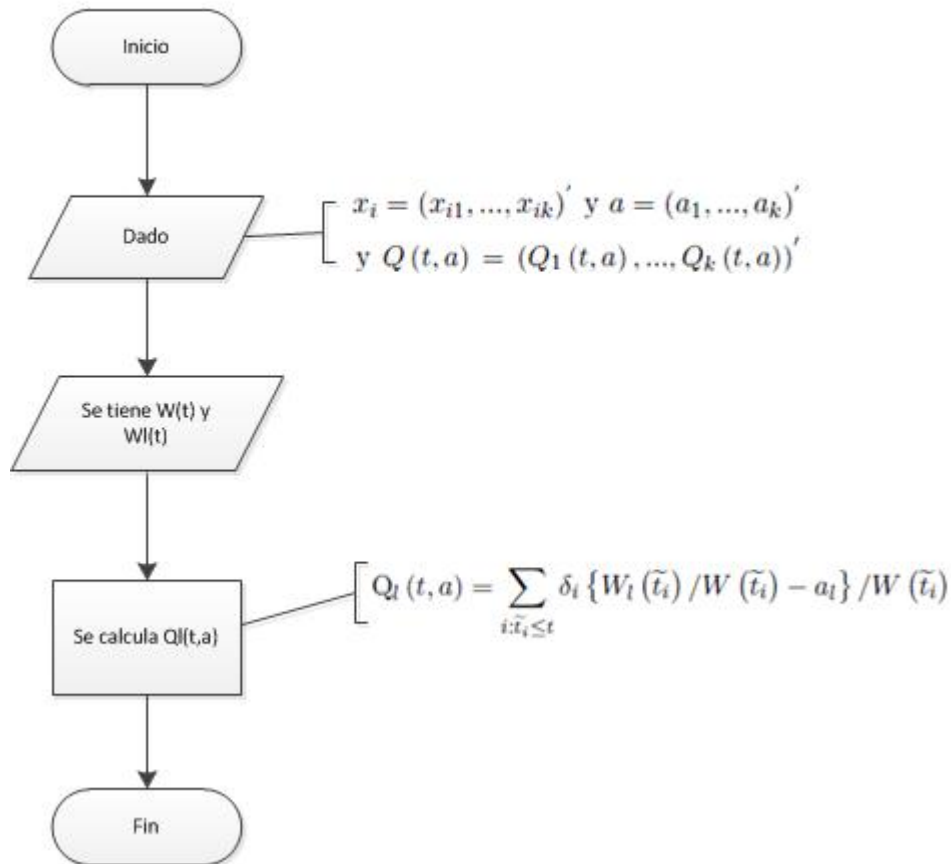 Inicio
Dado
x_i = (x_{i1}, ..., x_{ik})′ y a = (a_1, ..., a_k)′
y Q (t, a) = (Q_1 (t, a) , ..., Q_k (t, a))′
Se tiene W(t) y
Wl(t)
Se calcula Ql(t,a)
Q_l (t, a) = ∑_{i:t̃_i≤t} δ_i {W_l (t̃_i) /W (t̃_i) − a_l} /W (t̃_i)
Fin